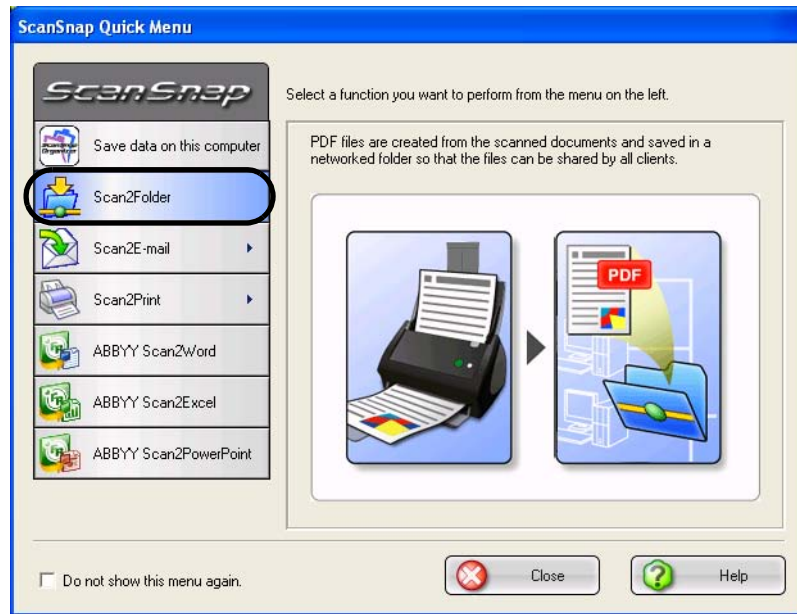 ScanSnap Quick Menu
ScanSnap
Select a function you want to perform from the menu on the left.
Save data on this computer
PDF files are created from the scanned documents and saved in a
networked folder so that the files can be shared by all clients.
Scan2Folder
Scan2E-mail
Scan2Print
ABBYY Scan2Word
ABBYY Scan2Excel
ABBYY Scan2PowerPoint
PDF
Do not show this menu again.
Close
Help